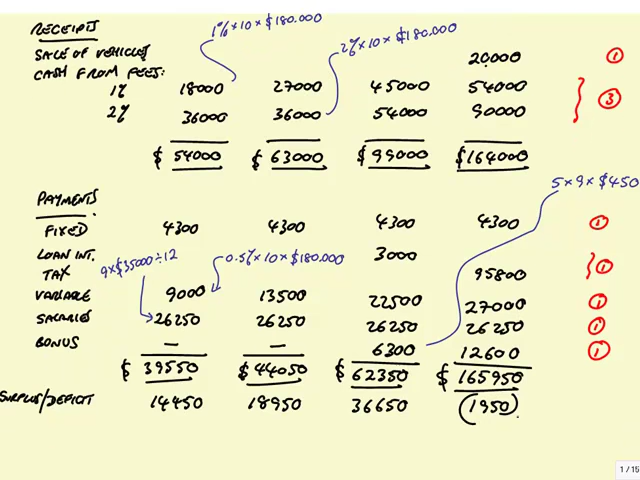 1% × 10 × $180.000
RECEIPTS
2% × 10 × $180.000
SALE OF VEHICLES 20000 1
CASH FROM FEES:
1% 18000 27000 45000 54000
2% 36000 36000 54000 90000 3
$ 54000 $ 63000 $ 99000 $ 164000
5 × 9 × $450
PAYMENTS
FIXED 4300 4300 4300 4300 1
LOAN INT. 3000
9 × $35000 ÷ 12 0.5% × 10 × $180.000
TAX 95800 1
VARIABLE 9000 13500 22500 27000 1
SALARIES 26250 26250 26250 26250 1
BONUS — — 6300 12600 1
$ 39550 $ 44050 $ 62350 $ 165950
SURPLUS/DEFICIT 14450 18950 36650 (1950)
1 / 15